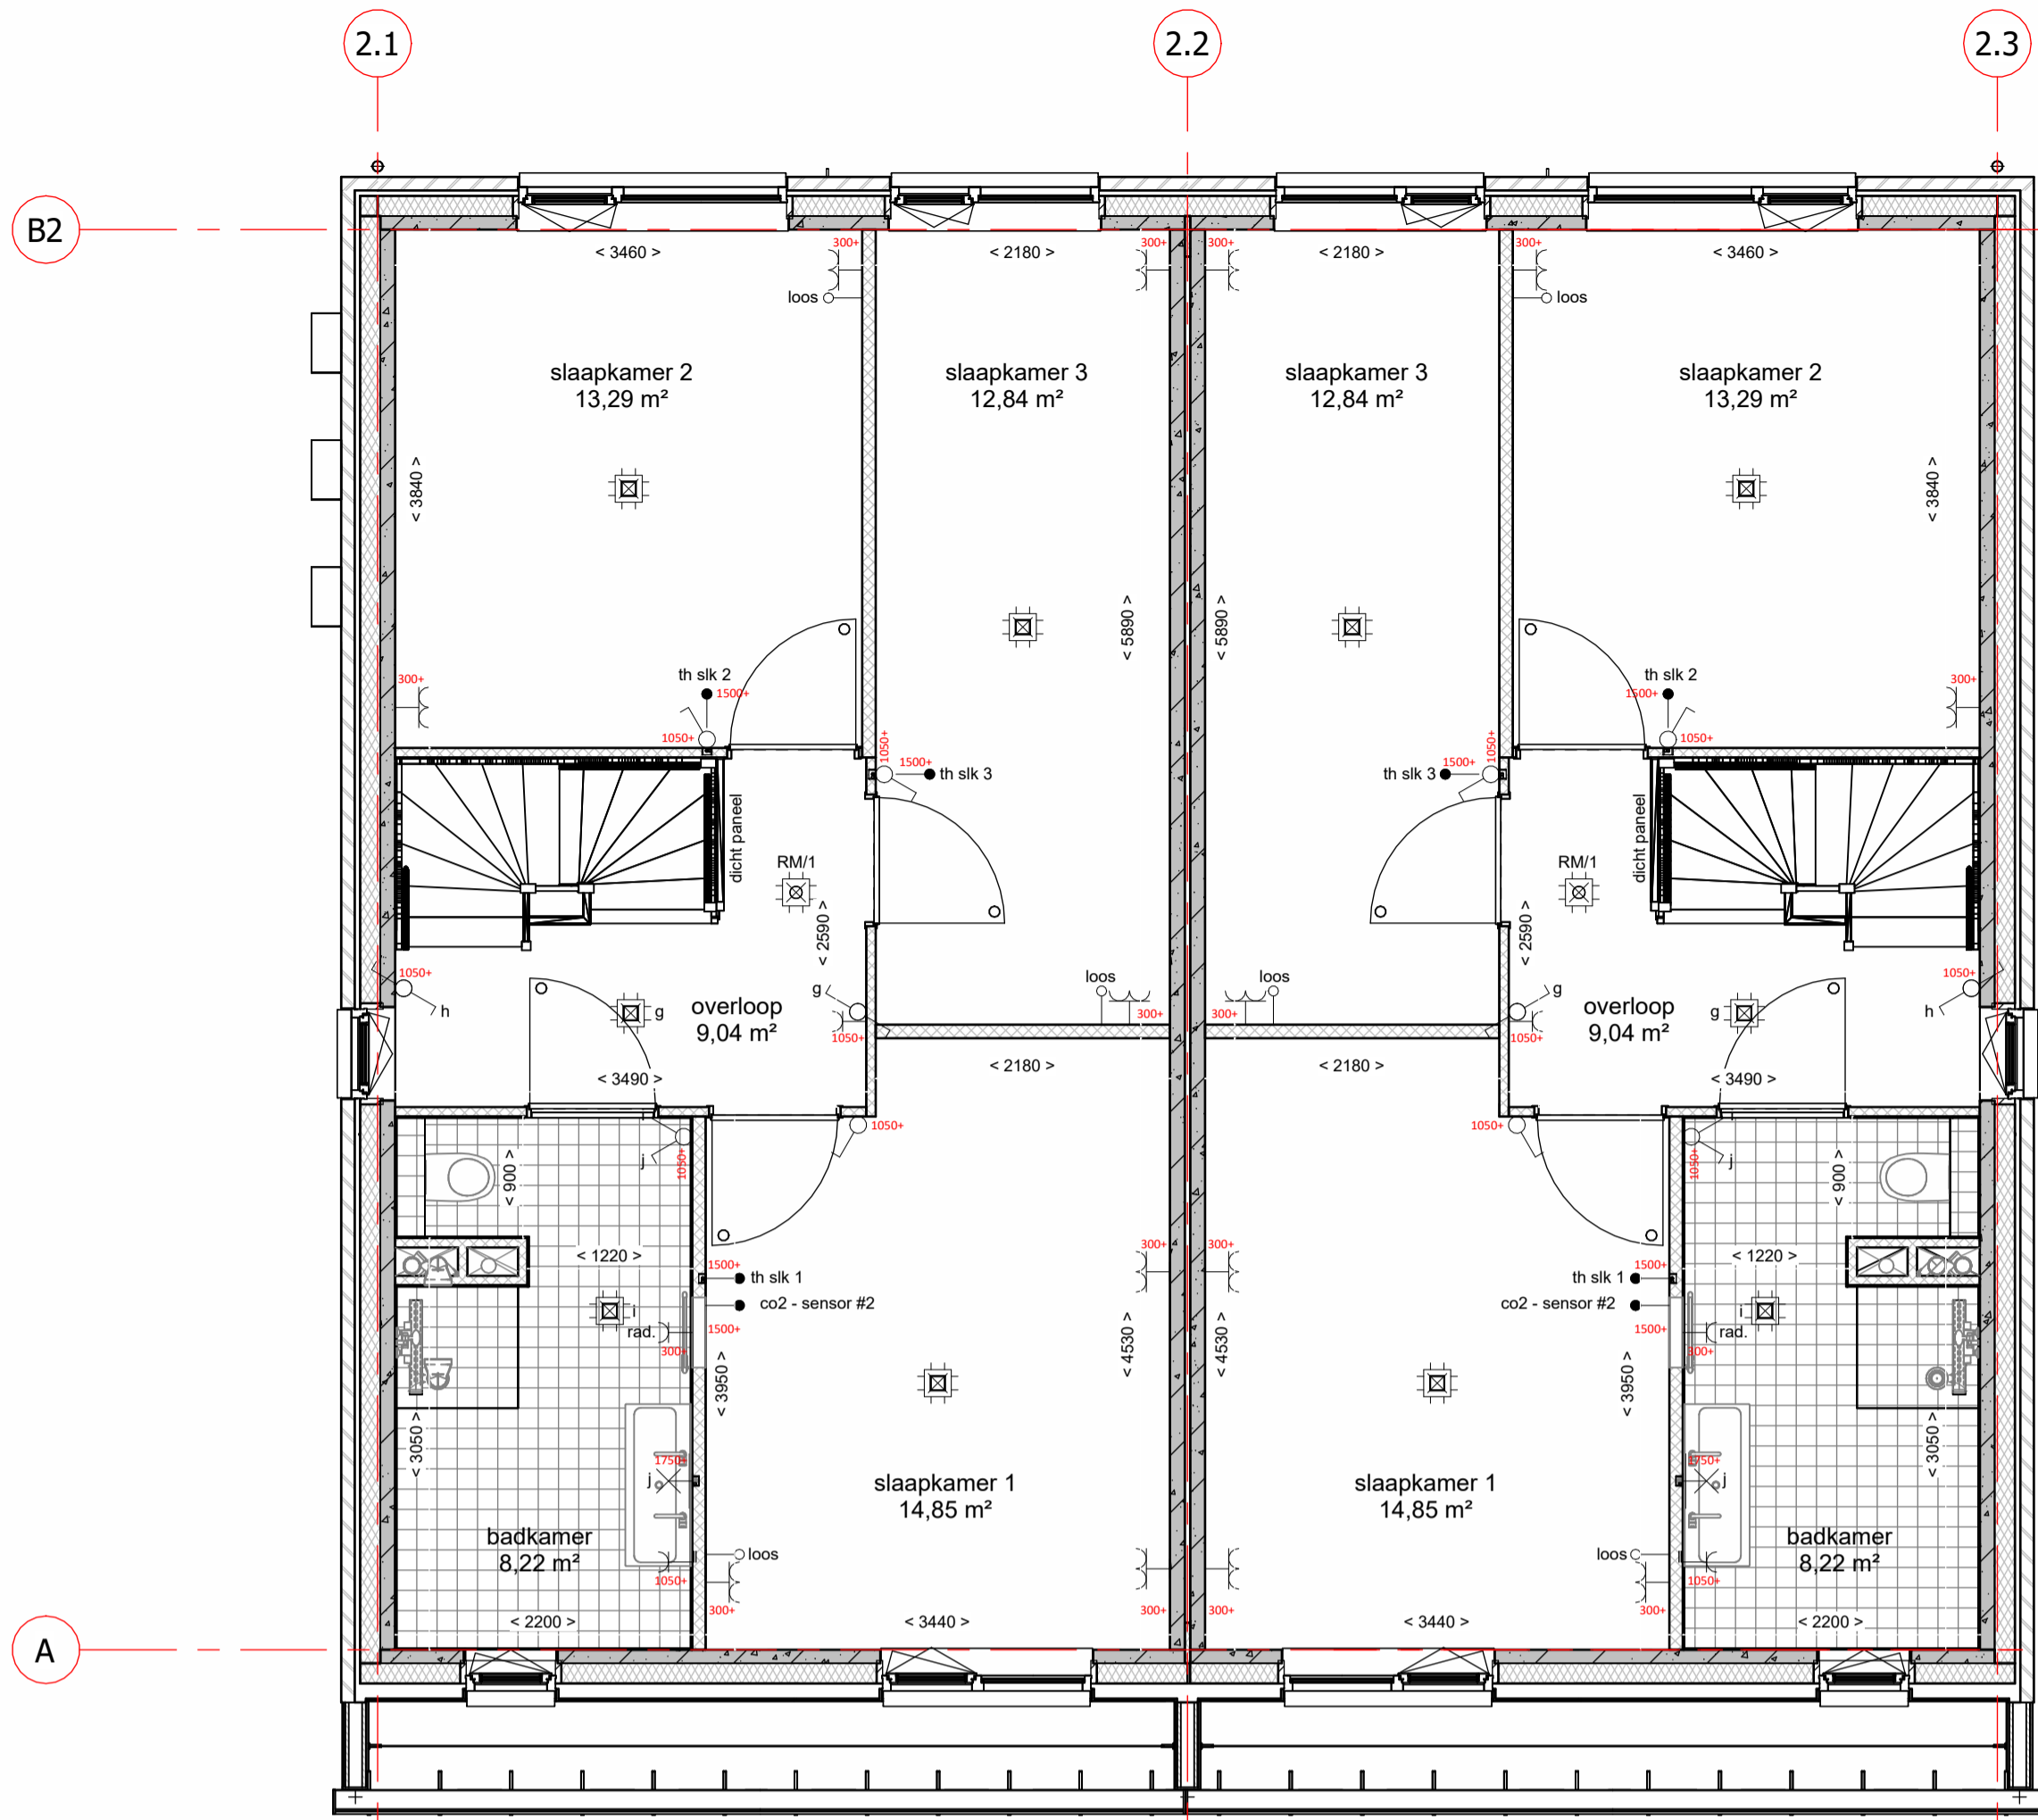 2.1 2.2 2.3
B2
300+ 300+ 300+ 300+
< 3460 > < 2180 > < 2180 > < 3460 >
loos loos
slaapkamer 2 slaapkamer 3 slaapkamer 3 slaapkamer 2
13,29 m² 12,84 m² 12,84 m² 13,29 m²
< 3840 > < 3840 >
< 5890 > < 5890 >
300+ th slk 2 th slk 2 300+
1500+ 1500+
1050+ 1050+
1050+ 1050+
1500+ th slk 3 th slk 3 1500+
dicht paneel dicht paneel
RM/1 RM/1
< 2590 > < 2590 >
1050+ loos loos 1050+
h g g h
overloop overloop
9,04 m² 9,04 m²
g g
300+ 300+
1050+ 1050+
< 3490 > < 2180 > < 2180 > < 3490 >
1050+ 1050+
j j
1050+ 1050+
< 900 > < 900 >
300+ 300+
< 1220 > < 1220 >
1500+ th slk 1 th slk 1 1500+
co2 - sensor #2 co2 - sensor #2
i i
rad. 1500+ 1500+ rad.
300+ 300+
< 4530 > < 4530 >
< 3950 > < 3950 >
< 3050 > < 3050 >
1750+ 1750+
j j
slaapkamer 1 slaapkamer 1
14,85 m² 14,85 m²
badkamer badkamer
8,22 m² 8,22 m²
loos loos
1050+ 1050+
300+ 300+ 300+ 300+
< 2200 > < 3440 > < 3440 > < 2200 >
A